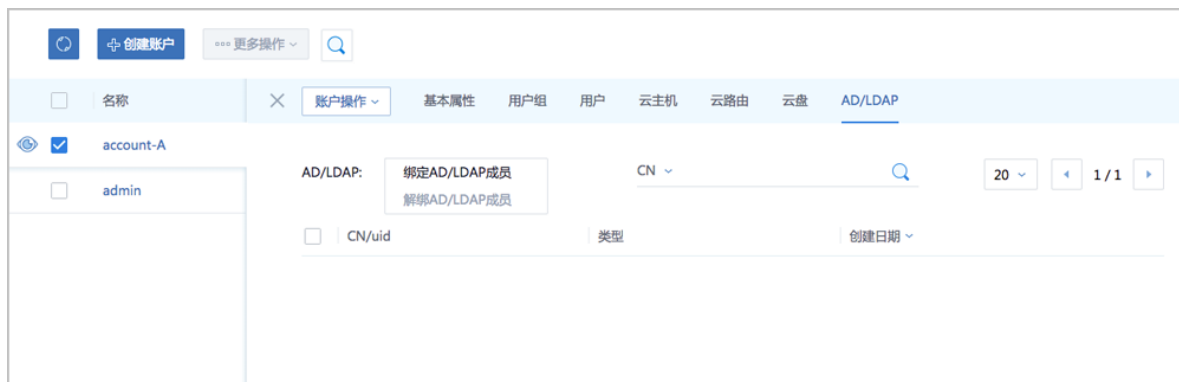 创建账户 更多操作
名称 账户操作 基本属性 用户组 用户 云主机 云路由 云盘 AD/LDAP
account-A
AD/LDAP: 绑定AD/LDAP成员 CN 20 1 / 1
admin
解绑AD/LDAP成员
CN/uid 类型 创建日期